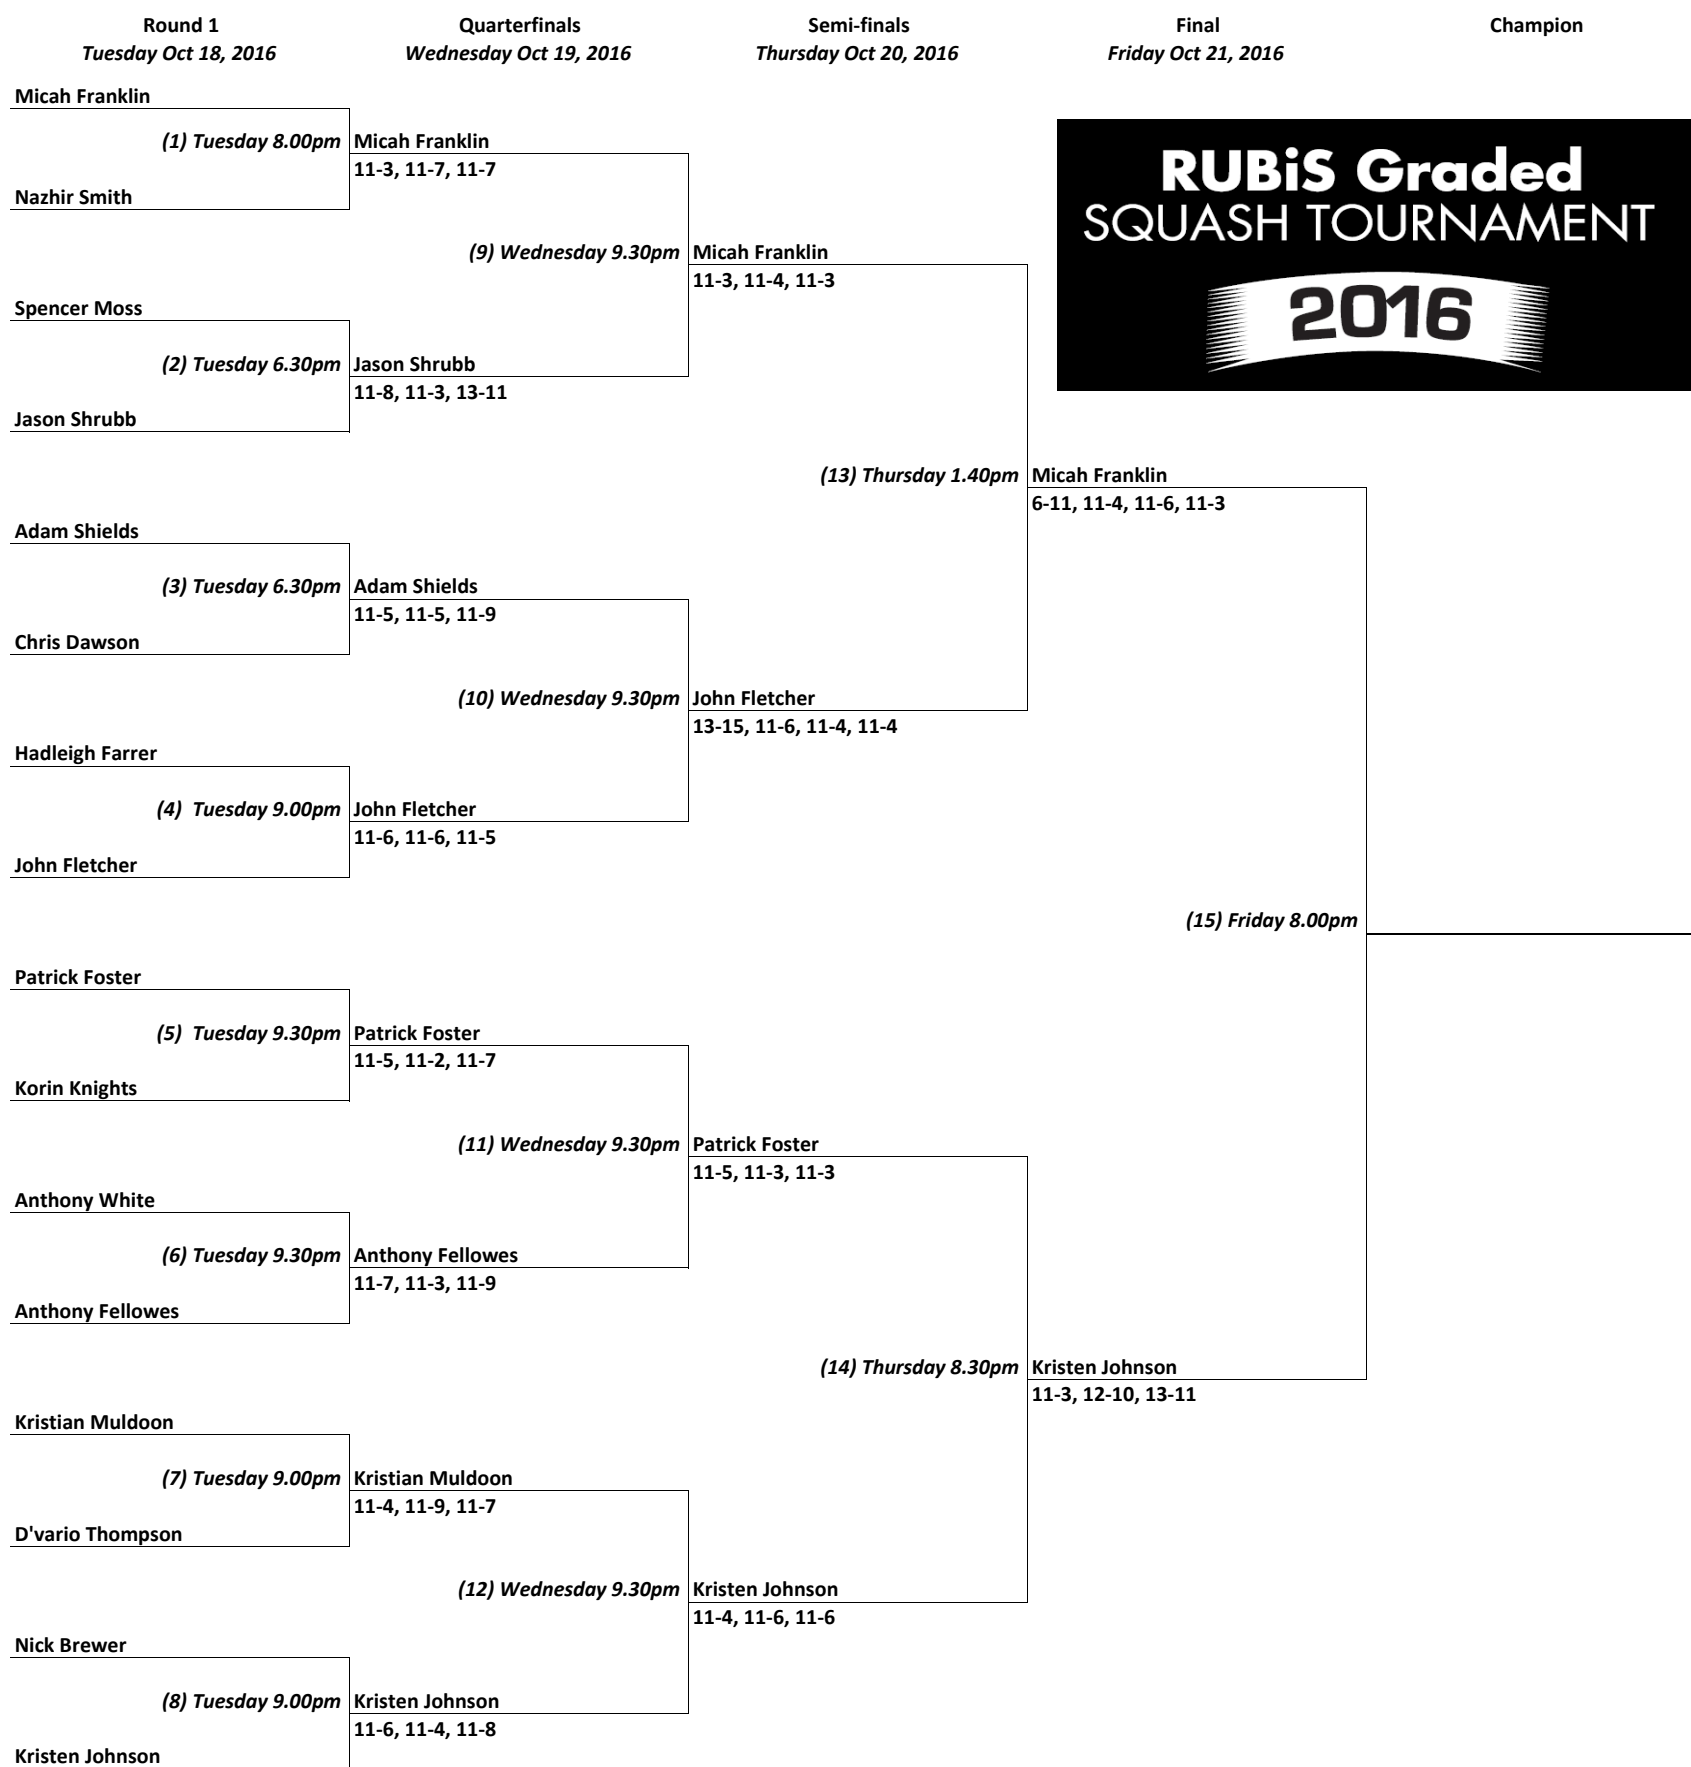 Round 1 Quarterfinals Semi-finals Final Champion
Tuesday Oct 18, 2016 Wednesday Oct 19, 2016 Thursday Oct 20, 2016 Friday Oct 21, 2016
Micah Franklin
(1) Tuesday 8.00pm Micah Franklin
11-3, 11-7, 11-7
Nazhir Smith
RUBiS Graded
SQUASH TOURNAMENT
2016
(9) Wednesday 9.30pm Micah Franklin
11-3, 11-4, 11-3
Spencer Moss
(2) Tuesday 6.30pm Jason Shrubb
11-8, 11-3, 13-11
Jason Shrubb
(13) Thursday 1.40pm Micah Franklin
6-11, 11-4, 11-6, 11-3
Adam Shields
(3) Tuesday 6.30pm Adam Shields
11-5, 11-5, 11-9
Chris Dawson
(10) Wednesday 9.30pm John Fletcher
13-15, 11-6, 11-4, 11-4
Hadleigh Farrer
(4) Tuesday 9.00pm John Fletcher
11-6, 11-6, 11-5
John Fletcher
(15) Friday 8.00pm
Patrick Foster
(5) Tuesday 9.30pm Patrick Foster
11-5, 11-2, 11-7
Korin Knights
(11) Wednesday 9.30pm Patrick Foster
11-5, 11-3, 11-3
Anthony White
(6) Tuesday 9.30pm Anthony Fellowes
11-7, 11-3, 11-9
Anthony Fellowes
(14) Thursday 8.30pm Kristen Johnson
11-3, 12-10, 13-11
Kristian Muldoon
(7) Tuesday 9.00pm Kristian Muldoon
11-4, 11-9, 11-7
D'vario Thompson
(12) Wednesday 9.30pm Kristen Johnson
11-4, 11-6, 11-6
Nick Brewer
(8) Tuesday 9.00pm Kristen Johnson
11-6, 11-4, 11-8
Kristen Johnson